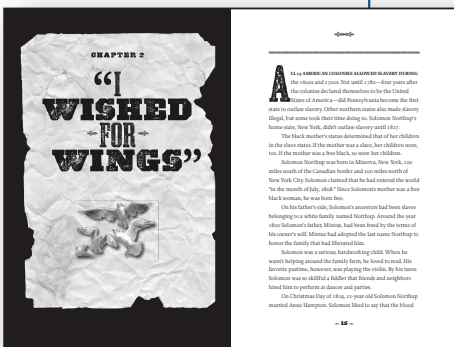 CHAPTER 2
“I
WISHED
FOR
WINGS”
ALL 13 AMERICAN COLONIES ALLOWED SLAVERY DURING
the 1600s and 1700s. Not until 1780—four years after
the colonies declared themselves to be the United
States of America—did Pennsylvania become the first
state to outlaw slavery. Other northern states also made slavery
illegal, but some took their time doing so. Solomon Northup’s
home state, New York, didn’t outlaw slavery until 1827.
The black mother’s status determined that of her children
in the slave states. If the mother was a slave, her children were,
too. If the mother was a free black, so were her children.
Solomon Northup was born in Minerva, New York, 100
miles south of the Canadian border and 200 miles north of
New York City. Solomon claimed that he had entered the world
“in the month of July, 1808.” Since Solomon’s mother was a free
black woman, he was born free.
On his father’s side, Solomon’s ancestors had been slaves
belonging to a white family named Northup. Around the year
1800 Solomon’s father, Mintus, had been freed by the terms of
his owner’s will. Mintus had adopted the last name Northup to
honor the family that had liberated him.
Solomon was a serious, hardworking child. When he
wasn’t helping around the family farm, he loved to read. His
favorite pastime, however, was playing the violin. By his teens
Solomon was so skillful a fiddler that friends and neighbors
hired him to perform at dances and parties.
On Christmas Day of 1829, 21-year-old Solomon Northup
married Anne Hampton. Solomon liked to say that the blood
– 15 –